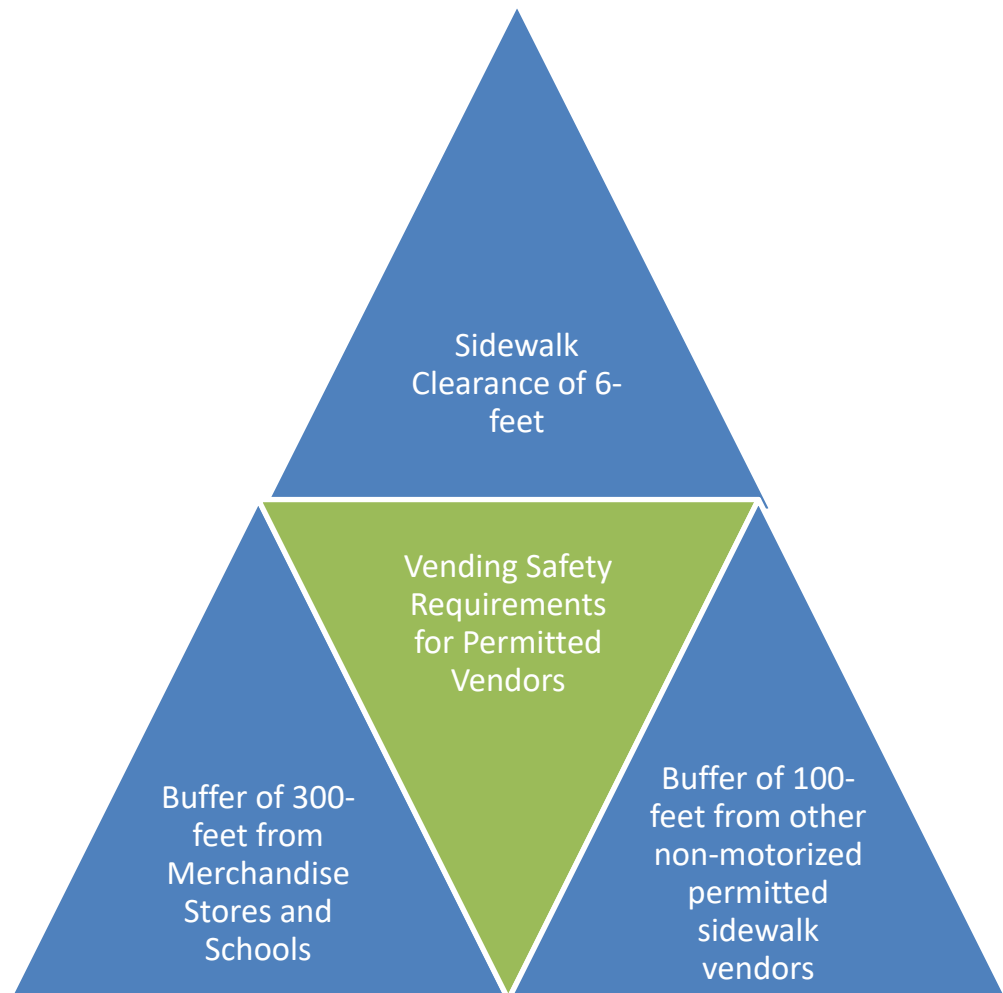 Sidewalk
Clearance of 6-
feet
Vending Safety
Requirements
for Permitted
Vendors
Buffer of 300-
feet from
Merchandise
Stores and
Schools
Buffer of 100-
feet from other
non-motorized
permitted
sidewalk
vendors